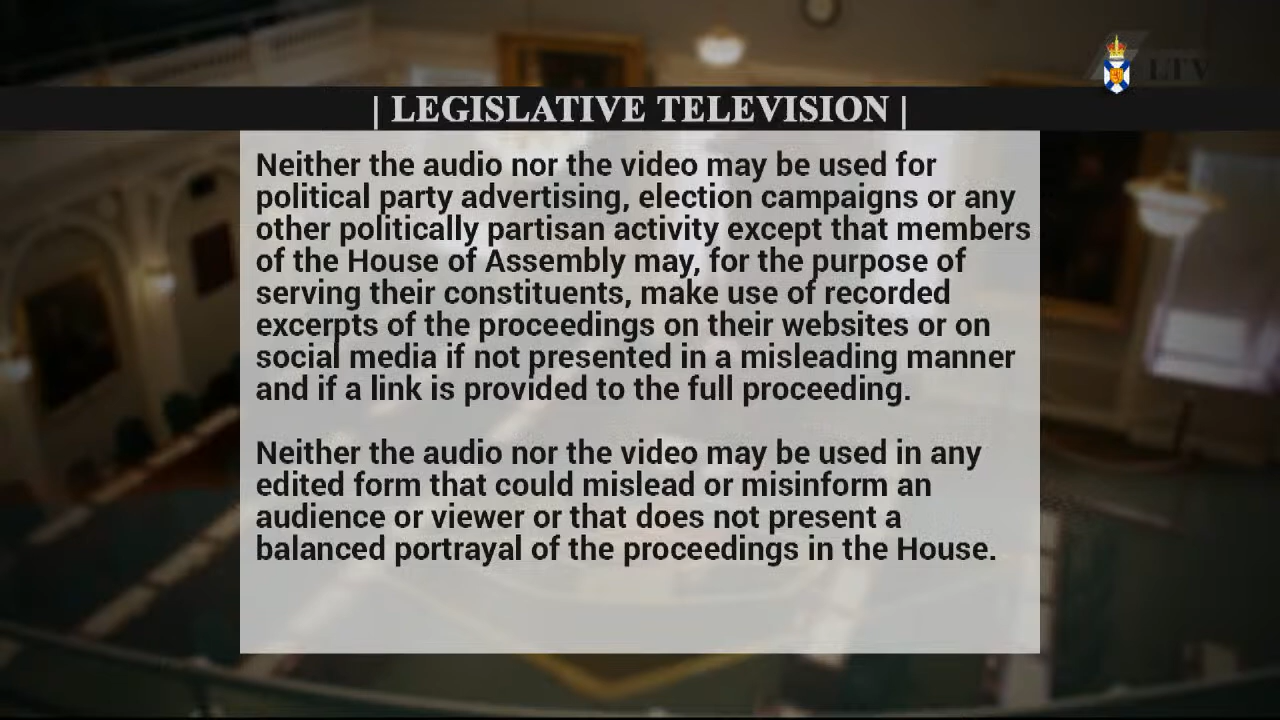 LTV
| LEGISLATIVE TELEVISION |
Neither the audio nor the video may be used for
political party advertising, election campaigns or any
other politically partisan activity except that members
of the House of Assembly may, for the purpose of
serving their constituents, make use of recorded
excerpts of the proceedings on their websites or on
social media if not presented in a misleading manner
and if a link is provided to the full proceeding.
Neither the audio nor the video may be used in any
edited form that could mislead or misinform an
audience or viewer or that does not present a
balanced portrayal of the proceedings in the House.